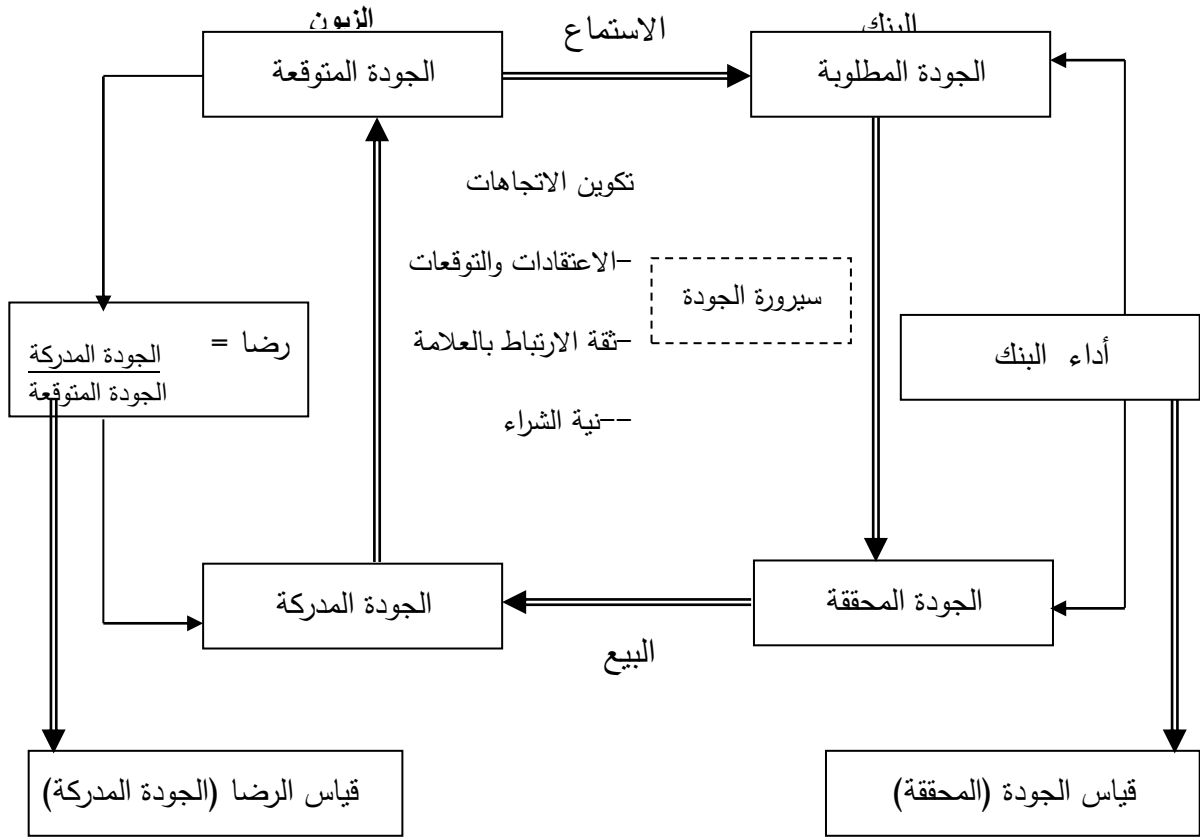 الزبون
الاستماع
البنك
الجودة المتوقعة
الجودة المطلوبة
تكوين الاتجاهات
-الاعتقادات والتوقعات
سيرورة الجودة
-ثقة الارتباط بالعلامة
--نية الشراء
رضا =
الجودة المدركة
الجودة المتوقعة
أداء البنك
الجودة المدركة
الجودة المحققة
البيع
قياس الرضا (الجودة المدركة)
قياس الجودة (المحققة)